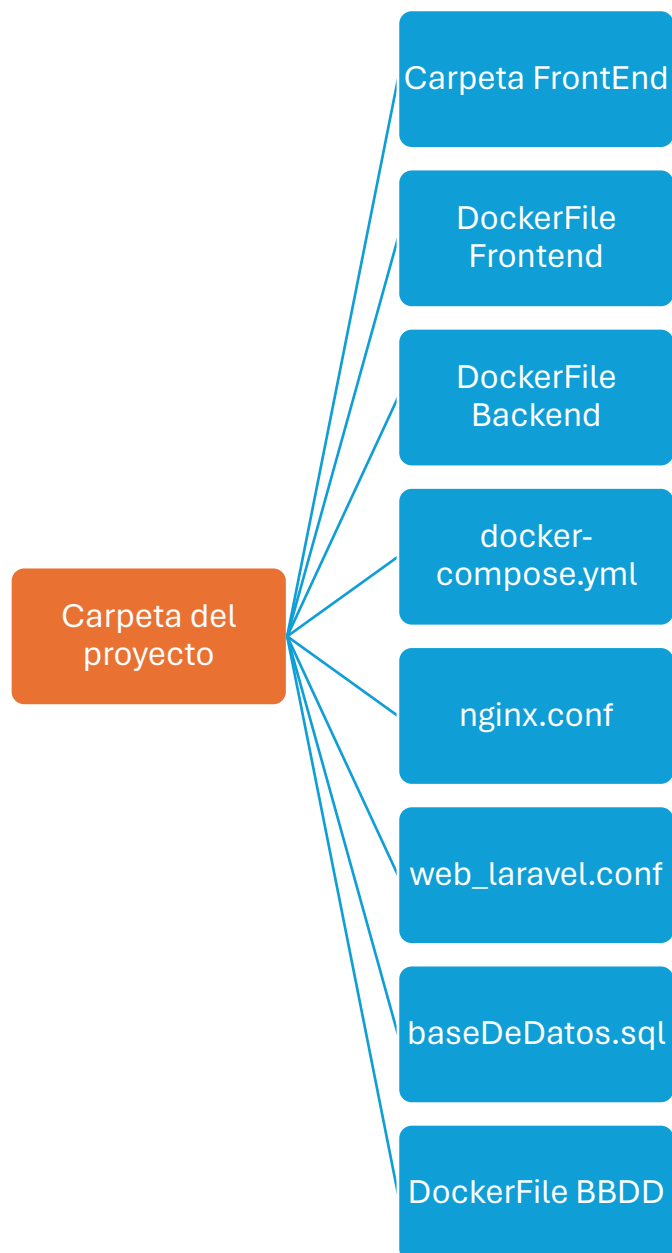 Carpeta FrontEnd
DockerFile
Frontend
DockerFile
Backend
docker-
compose.yml
Carpeta del
proyecto
nginx.conf
web_laravel.conf
baseDeDatos.sql
DockerFile BBDD